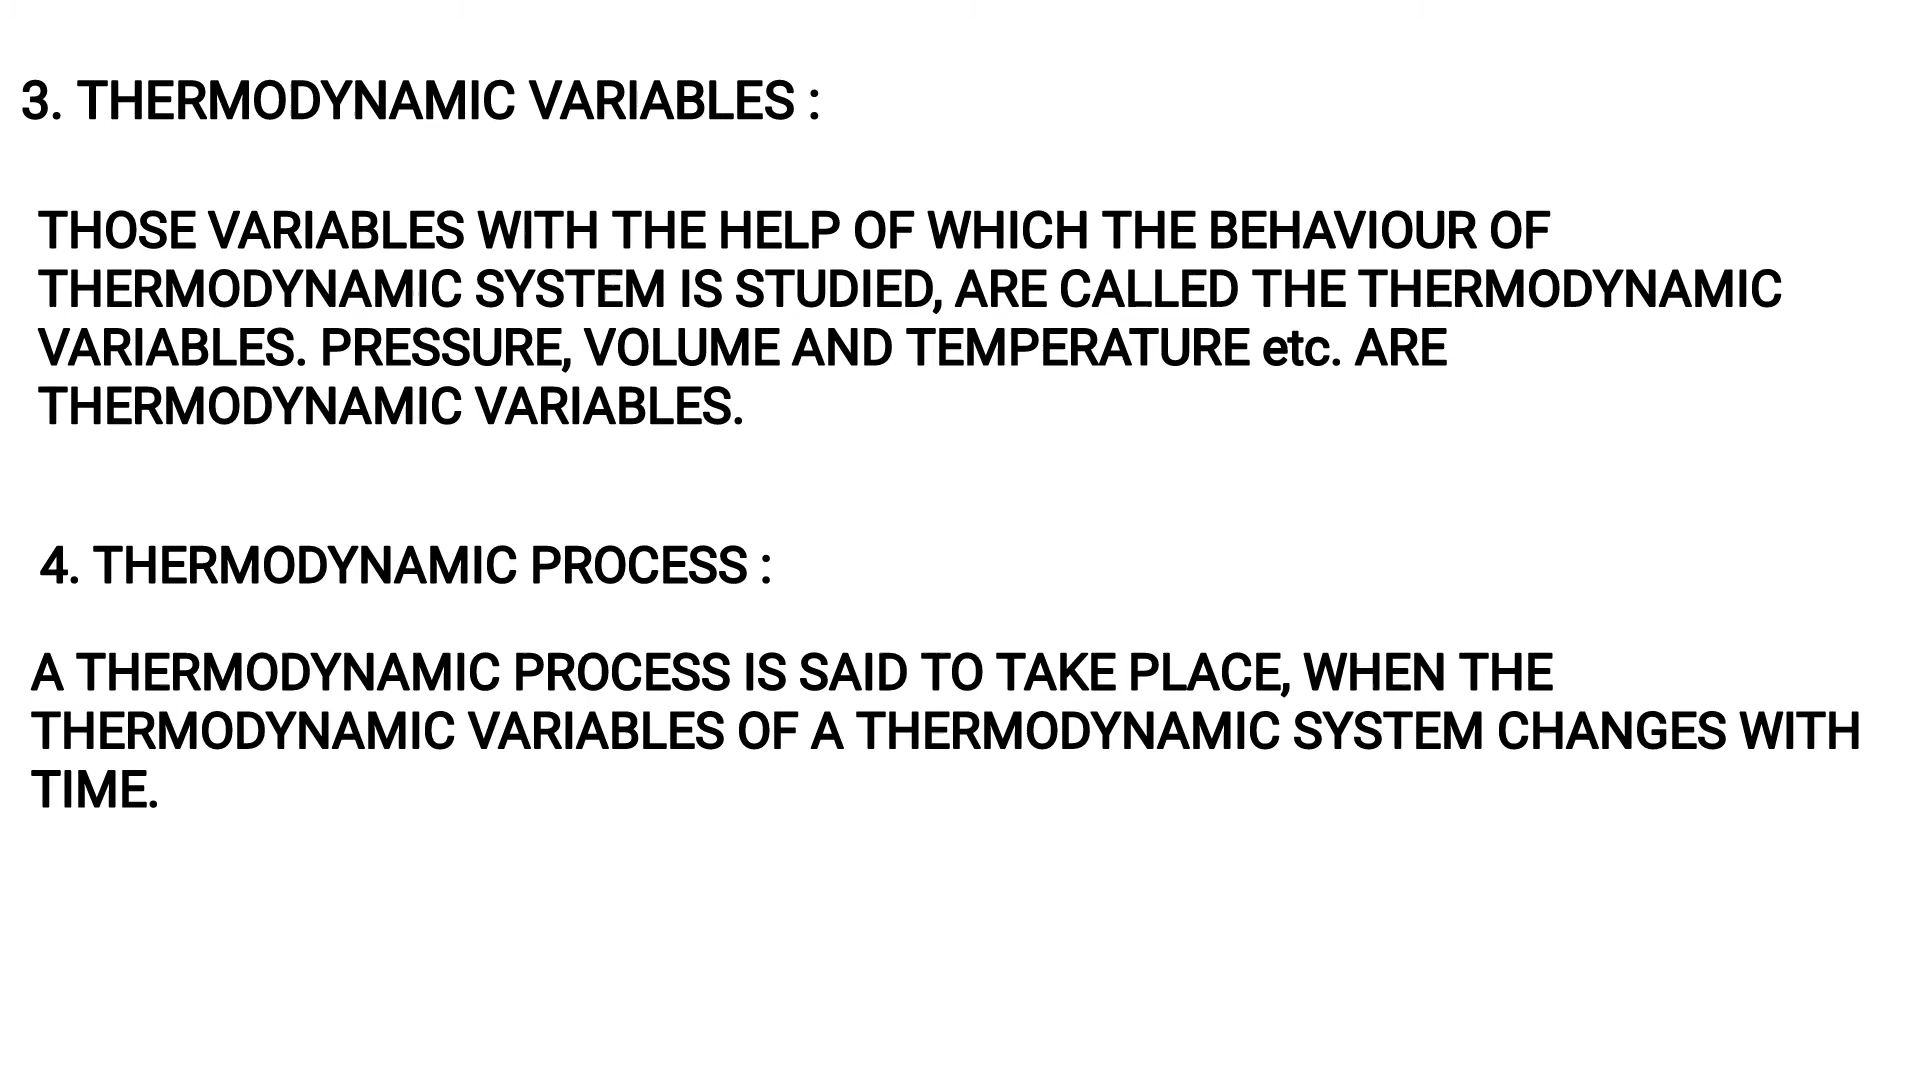 3. THERMODYNAMIC VARIABLES :
THOSE VARIABLES WITH THE HELP OF WHICH THE BEHAVIOUR OF
THERMODYNAMIC SYSTEM IS STUDIED, ARE CALLED THE THERMODYNAMIC
VARIABLES. PRESSURE, VOLUME AND TEMPERATURE etc. ARE
THERMODYNAMIC VARIABLES.
4. THERMODYNAMIC PROCESS :
A THERMODYNAMIC PROCESS IS SAID TO TAKE PLACE, WHEN THE
THERMODYNAMIC VARIABLES OF A THERMODYNAMIC SYSTEM CHANGES WITH
TIME.